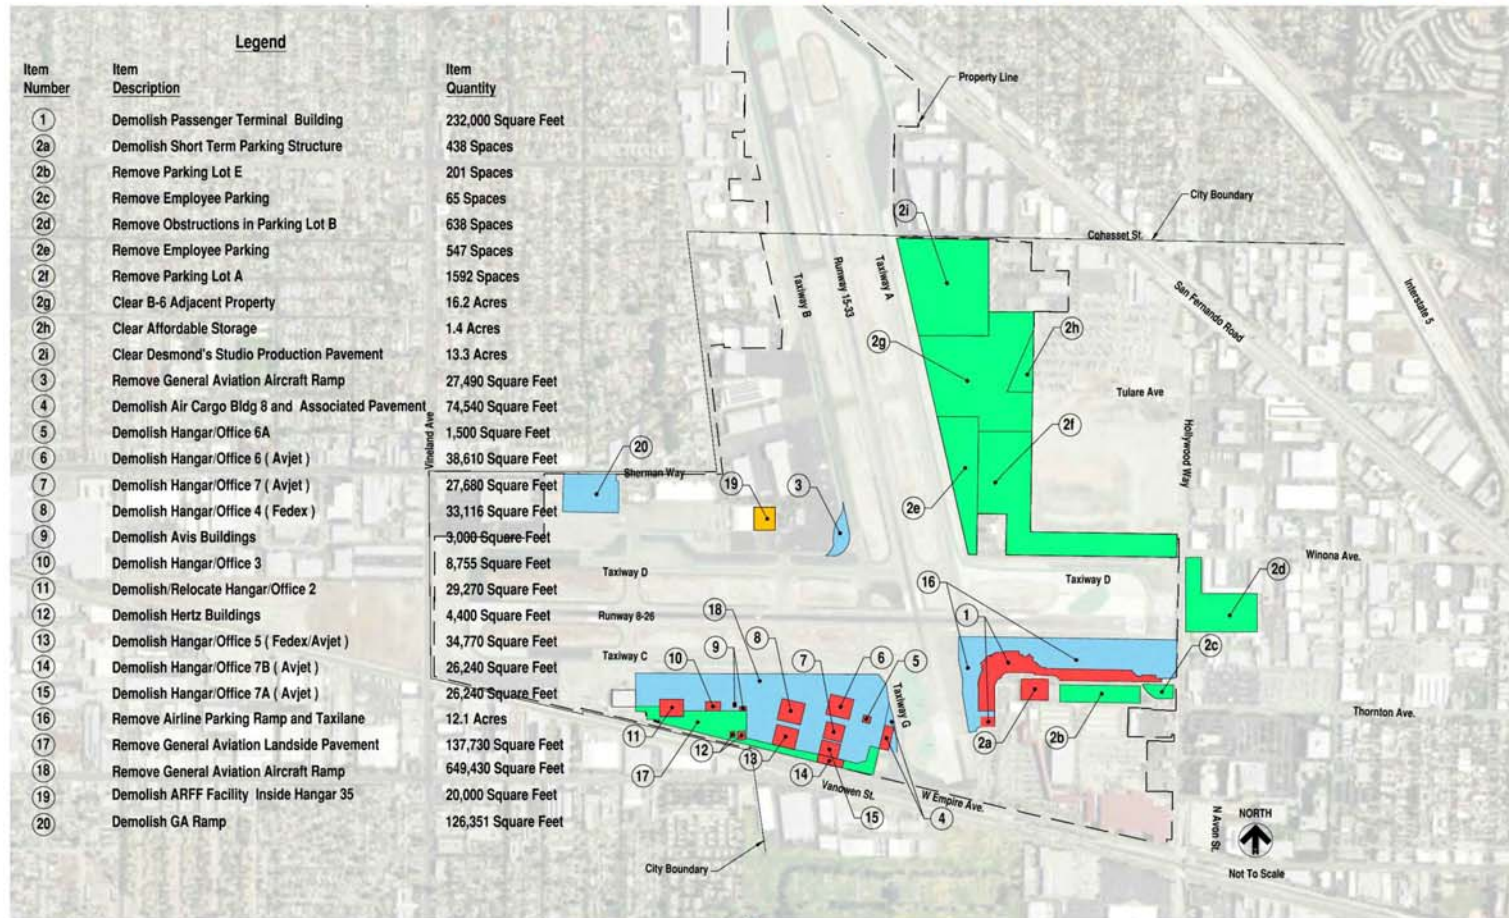 Legend
Item Number Item Description Item Quantity
1 Demolish Passenger Terminal Building 232,000 Square Feet
2a Demolish Short Term Parking Structure 438 Spaces
2b Remove Parking Lot E 201 Spaces
2c Remove Employee Parking 65 Spaces
2d Remove Obstructions in Parking Lot B 638 Spaces
2e Remove Employee Parking 547 Spaces
2f Remove Parking Lot A 1592 Spaces
2g Clear B-6 Adjacent Property 16.2 Acres
2h Clear Affordable Storage 1.4 Acres
2i Clear Desmond's Studio Production Pavement 13.3 Acres
3 Remove General Aviation Aircraft Ramp 27,490 Square Feet
4 Demolish Air Cargo Bldg 8 and Associated Pavement 74,540 Square Feet
5 Demolish Hangar/Office 6A 1,500 Square Feet
6 Demolish Hangar/Office 6 ( Avjet ) 38,610 Square Feet
7 Demolish Hangar/Office 7 ( Avjet ) 27,680 Square Feet
8 Demolish Hangar/Office 4 ( Fedex ) 33,116 Square Feet
9 Demolish Avis Buildings 3,000 Square Feet
10 Demolish Hangar/Office 3 8,755 Square Feet
11 Demolish/Relocate Hangar/Office 2 29,270 Square Feet
12 Demolish Hertz Buildings 4,400 Square Feet
13 Demolish Hangar/Office 5 ( Fedex/Avjet ) 34,770 Square Feet
14 Demolish Hangar/Office 7B ( Avjet ) 26,240 Square Feet
15 Demolish Hangar/Office 7A ( Avjet ) 26,240 Square Feet
16 Remove Airline Parking Ramp and Taxilane 12.1 Acres
17 Remove General Aviation Landside Pavement 137,730 Square Feet
18 Remove General Aviation Aircraft Ramp 649,430 Square Feet
19 Demolish ARFF Facility Inside Hangar 35 20,000 Square Feet
20 Demolish GA Ramp 126,351 Square Feet
Property Line
City Boundary
2i
Cohasset St.
Taxiway B
Runway 15-33
Taxiway A
Interstate 5
San Fernando Road
2h
2g
Tulare Ave
Hollywood Way
2f
Vineland Ave
20
Sherman Way
19
3
2e
Winona Ave.
Taxiway D
Taxiway D
2d
16
1
Runway 8-26
18
8
9
7
6
5
2c
Taxiway C
10
Taxiway G
Thornton Ave.
11
12
13
14
15
17
2a
2b
Vanowen St.
W Empire Ave.
4
N Avon St.
NORTH
City Boundary
Not To Scale